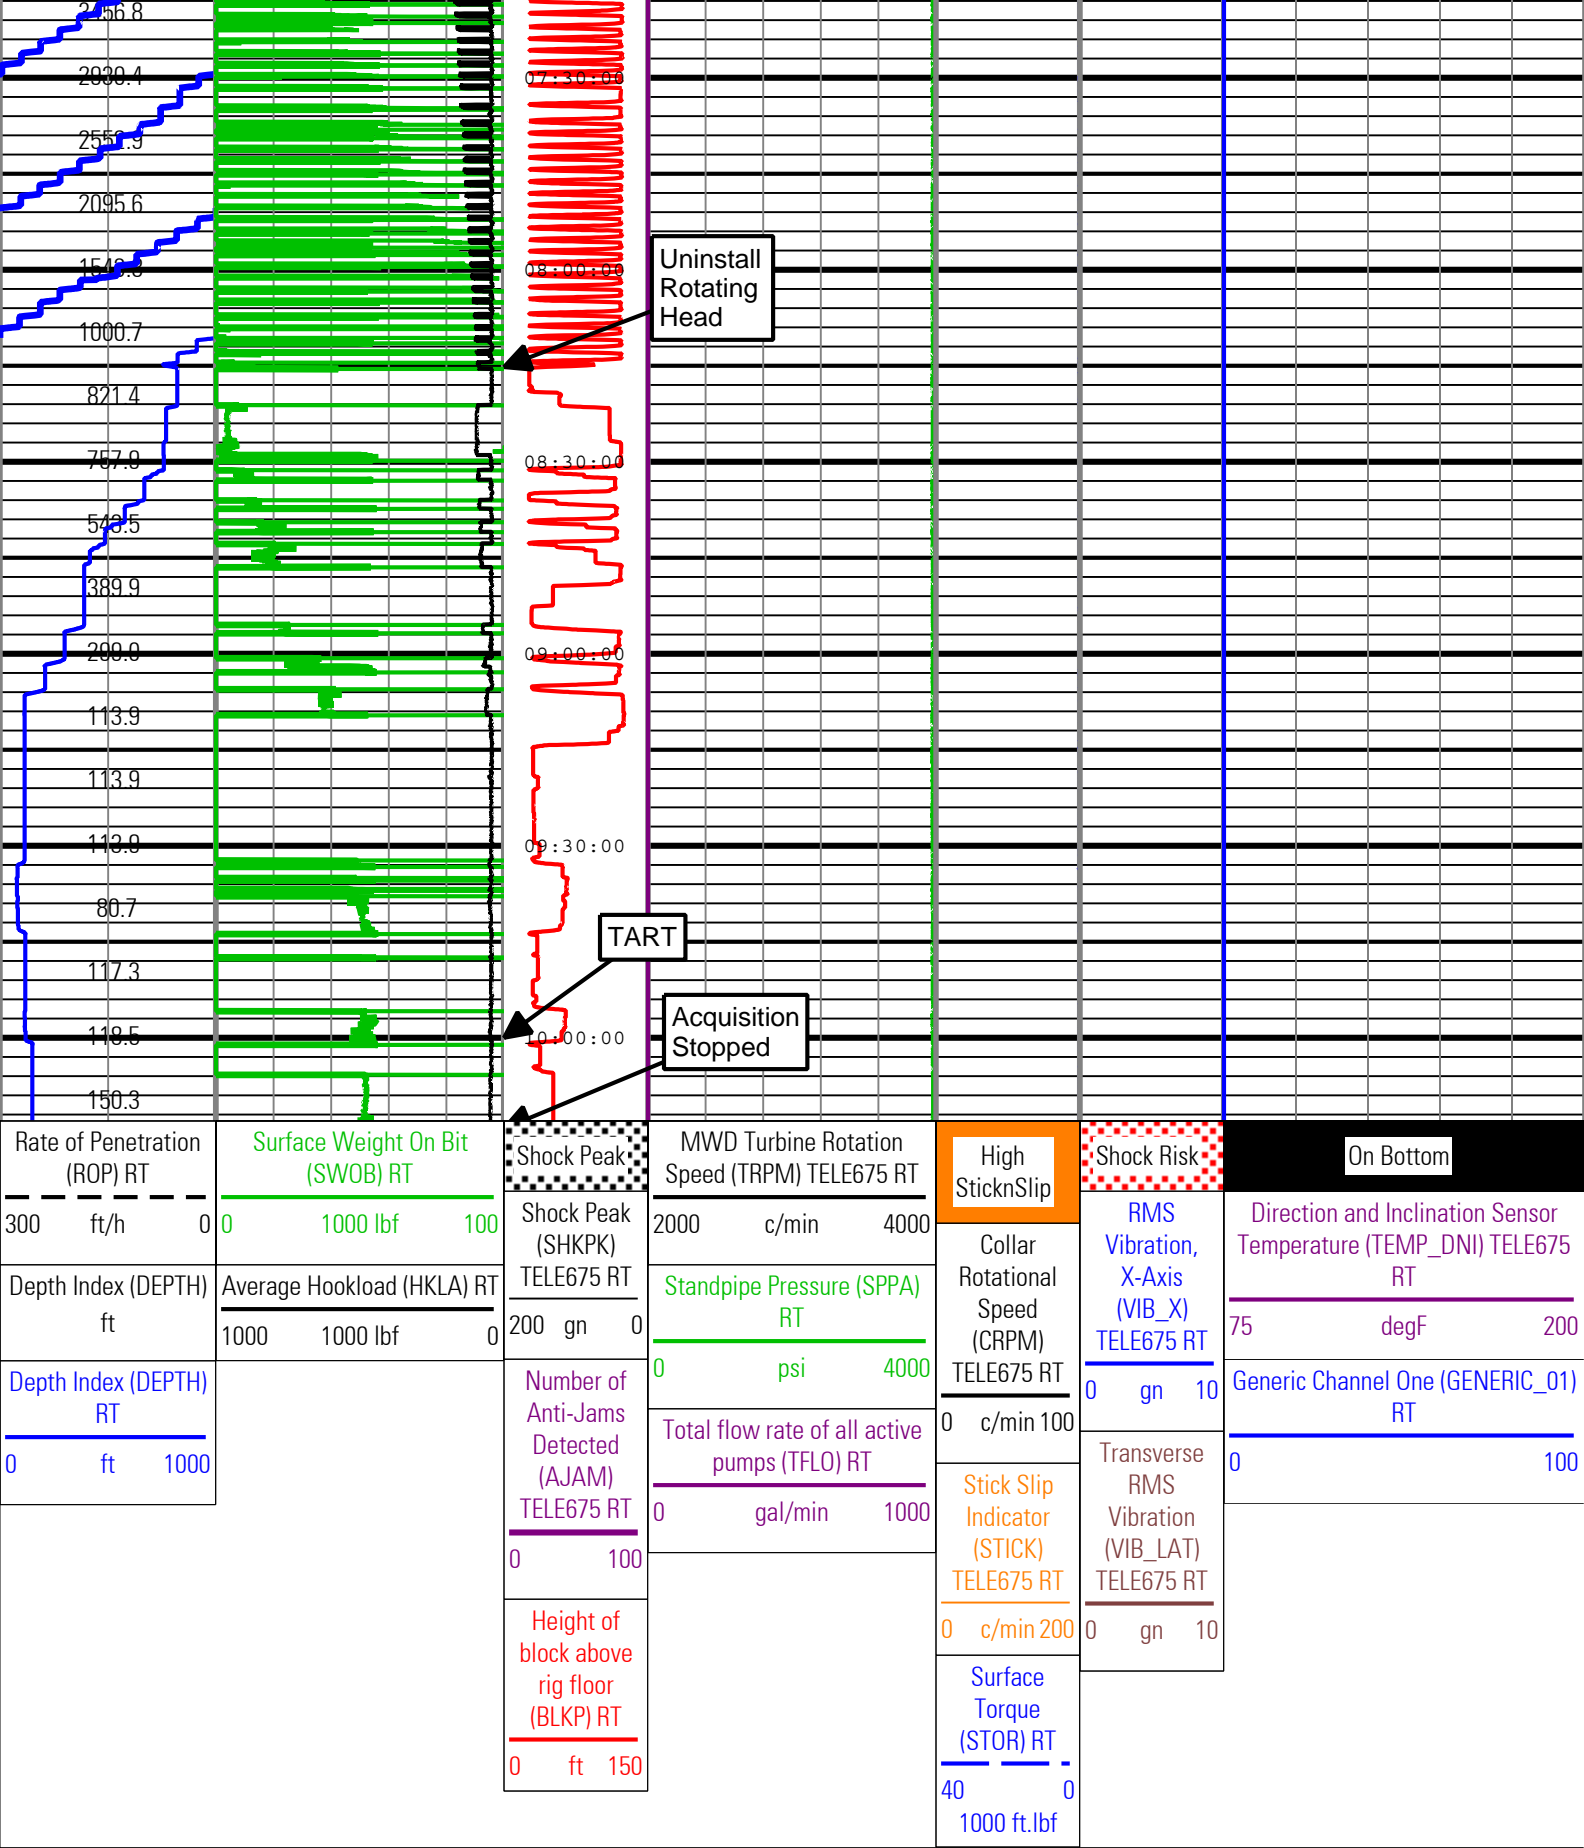 3456.8
2830.4
07:30:00
2552.9
2095.6
Uninstall
Rotating
Head
08:00:00
1000.7
821.4
757.9
08:30:00
543.5
389.9
09:00:00
113.9
113.9
113.9
09:30:00
80.7
TART
117.3
Acquisition
Stopped
118.5
10:00:00
150.3
Rate of Penetration
(ROP) RT
300 ft/h 0
Depth Index (DEPTH)
ft
Depth Index (DEPTH)
RT
0 ft 1000
Surface Weight On Bit
(SWOB) RT
0 1000 lbf 100
Average Hookload (HKLA) RT
1000 1000 lbf 0
Shock Peak
Shock Peak
(SHKPK)
TELE675 RT
200 gn 0
Number of
Anti-Jams
Detected
(AJAM)
TELE675 RT
0 100
Height of
block above
rig floor
(BLKP) RT
0 ft 150
MWD Turbine Rotation
Speed (TRPM) TELE675 RT
2000 c/min 4000
Standpipe Pressure (SPPA)
RT
0 psi 4000
Total flow rate of all active
pumps (TFLO) RT
0 gal/min 1000
High
SticknSlip
Collar
Rotational
Speed
(CRPM)
TELE675 RT
0 c/min 100
Stick Slip
Indicator
(STICK)
TELE675 RT
0 c/min 200
Surface
Torque
(STOR) RT
40 0
1000 ft.lbf
Shock Risk
RMS
Vibration,
X-Axis
(VIB_X)
TELE675 RT
0 gn 10
Transverse
RMS
Vibration
(VIB_LAT)
TELE675 RT
0 gn 10
On Bottom
Direction and Inclination Sensor
Temperature (TEMP_DNI) TELE675
RT
75 degF 200
Generic Channel One (GENERIC_01)
RT
0 100